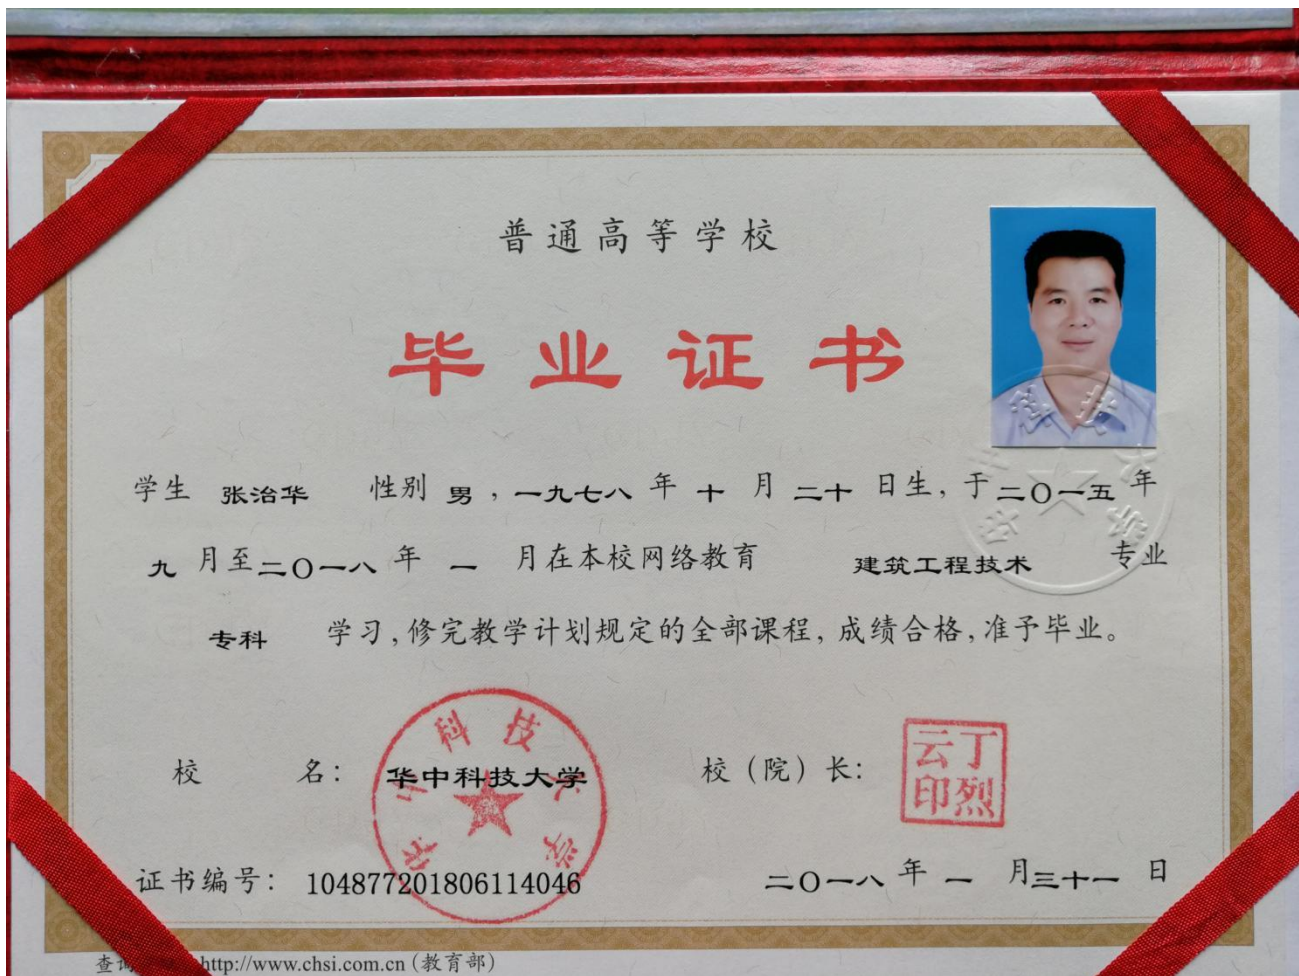 普通高等学校
毕业证书
学生 张治华 性别 男，一九七八 年 十 月 二十 日生，于二〇一五 年
九 月至二〇一八 年 一 月在本校网络教育 建筑工程技术 专业
专科 学习，修完教学计划规定的全部课程，成绩合格，准予毕业。
校 名： 华中科技大学 校（院）长：
华中科技大学
丁烈云印
证书编号： 104877201806114046 二〇一八 年 一 月三十一 日
http://www.chsi.com.cn (教育部)